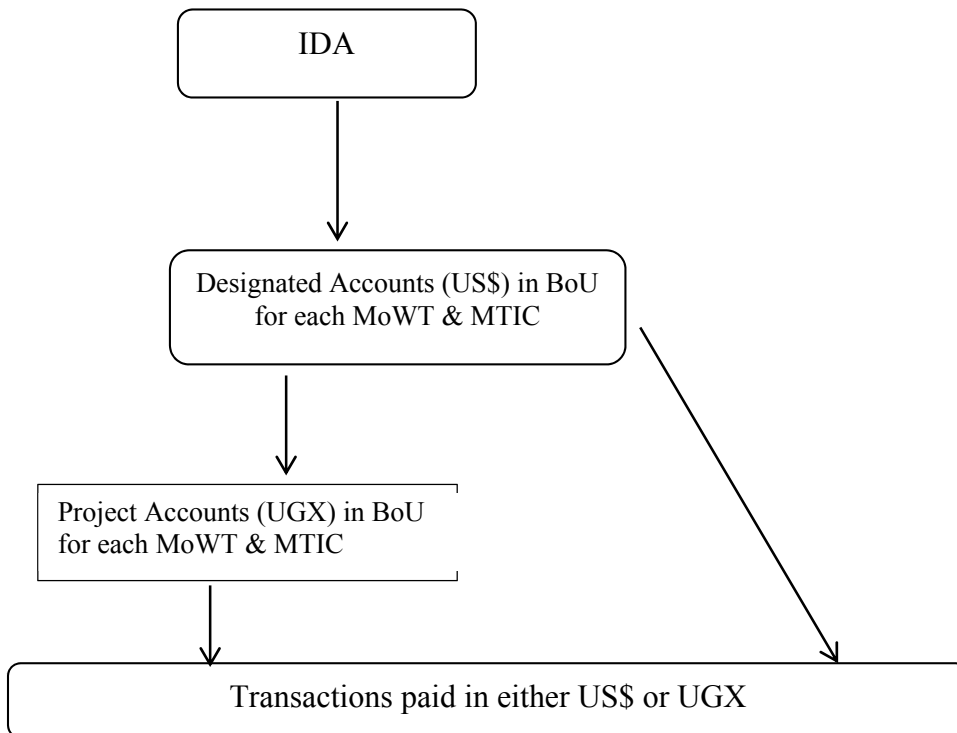 IDA
Designated Accounts (US$) in BoU
for each MoWT & MTIC
Project Accounts (UGX) in BoU
for each MoWT & MTIC
Transactions paid in either US$ or UGX